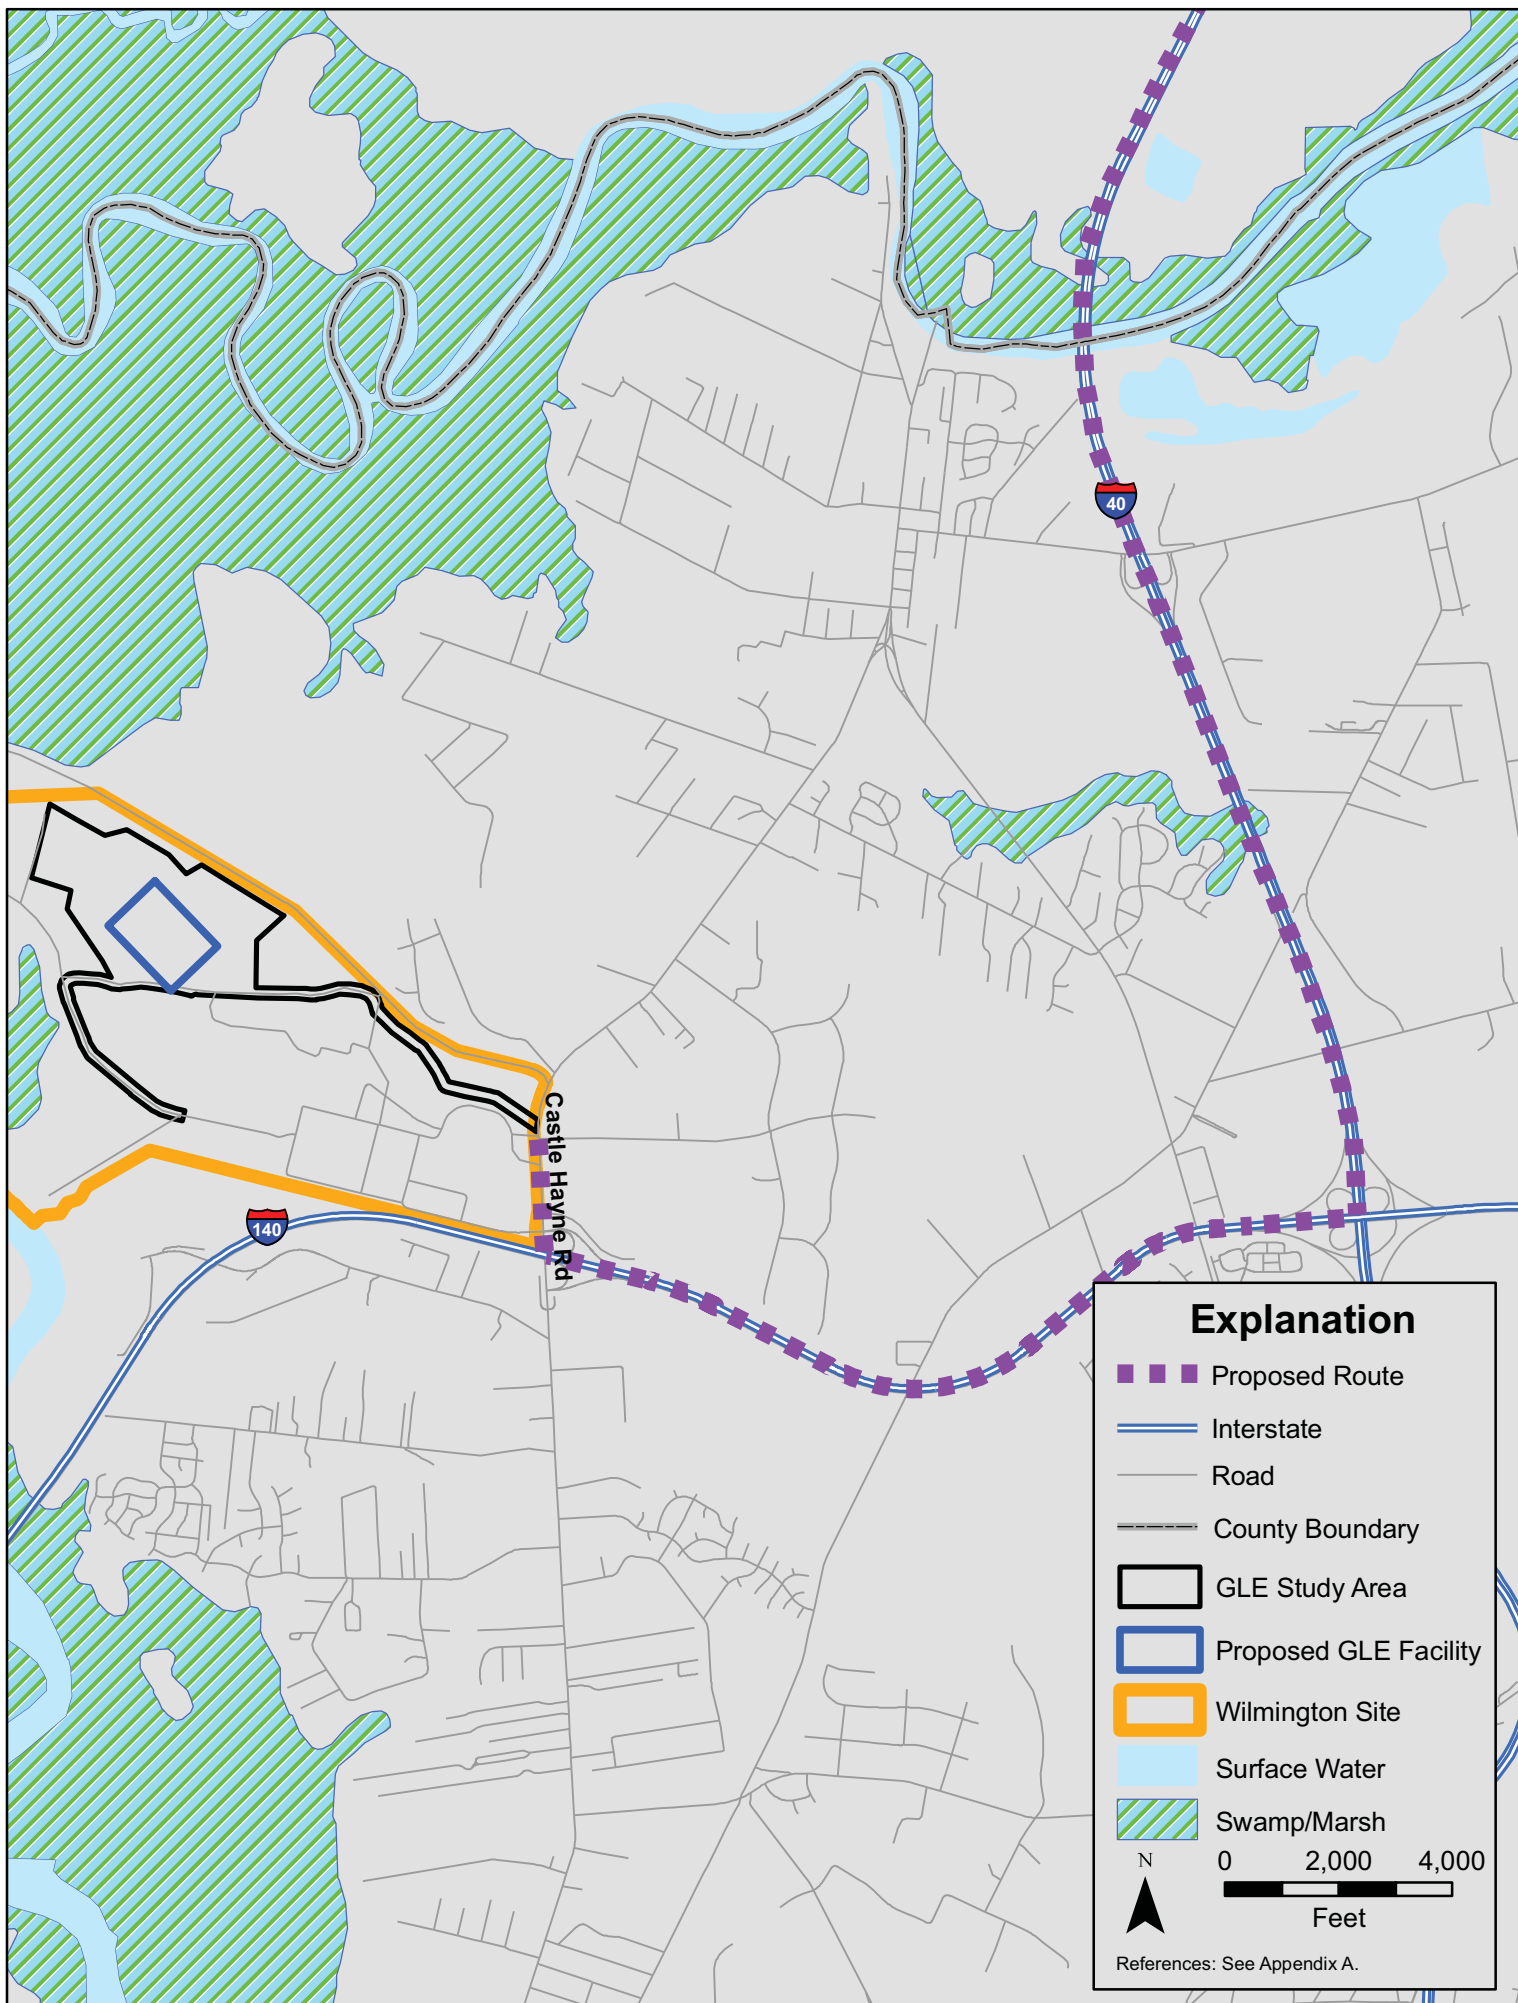 40
Castle Hayne Rd
140
Explanation
Proposed Route
Interstate
Road
County Boundary
GLE Study Area
Proposed GLE Facility
Wilmington Site
Surface Water
Swamp/Marsh
N
0 2,000 4,000
Feet
References: See Appendix A.